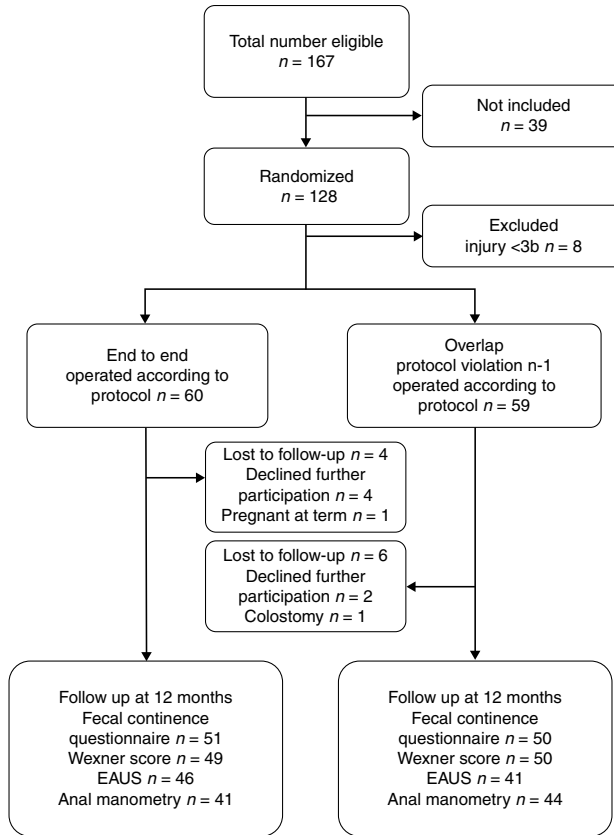 Total number eligible
n = 167
Not included
n = 39
Randomized
n = 128
Excluded
injury <3b n = 8
End to end
operated according to
protocol n = 60
Overlap
protocol violation n-1
operated according to
protocol n = 59
Lost to follow-up n = 4
Declined further
participation n = 4
Pregnant at term n = 1
Lost to follow-up n = 6
Declined further
participation n = 2
Colostomy n = 1
Follow up at 12 months
Fecal continence
questionnaire n = 51
Wexner score n = 49
EAUS n = 46
Anal manometry n = 41
Follow up at 12 months
Fecal continence
questionnaire n = 50
Wexner score n = 50
EAUS n = 41
Anal manometry n = 44